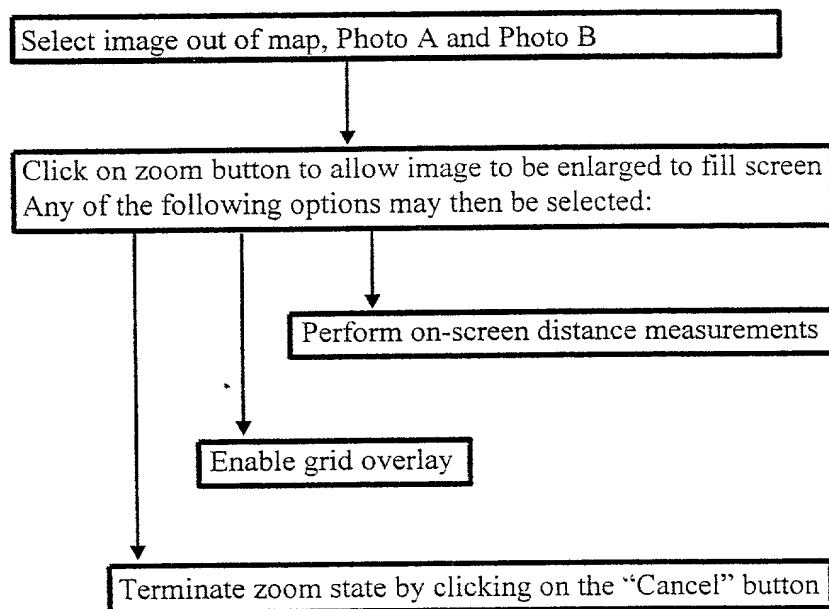 Select image out of map, Photo A and Photo B
Click on zoom button to allow image to be enlarged to fill screen
Any of the following options may then be selected:
Perform on-screen distance measurements
Enable grid overlay
Terminate zoom state by clicking on the “Cancel” button